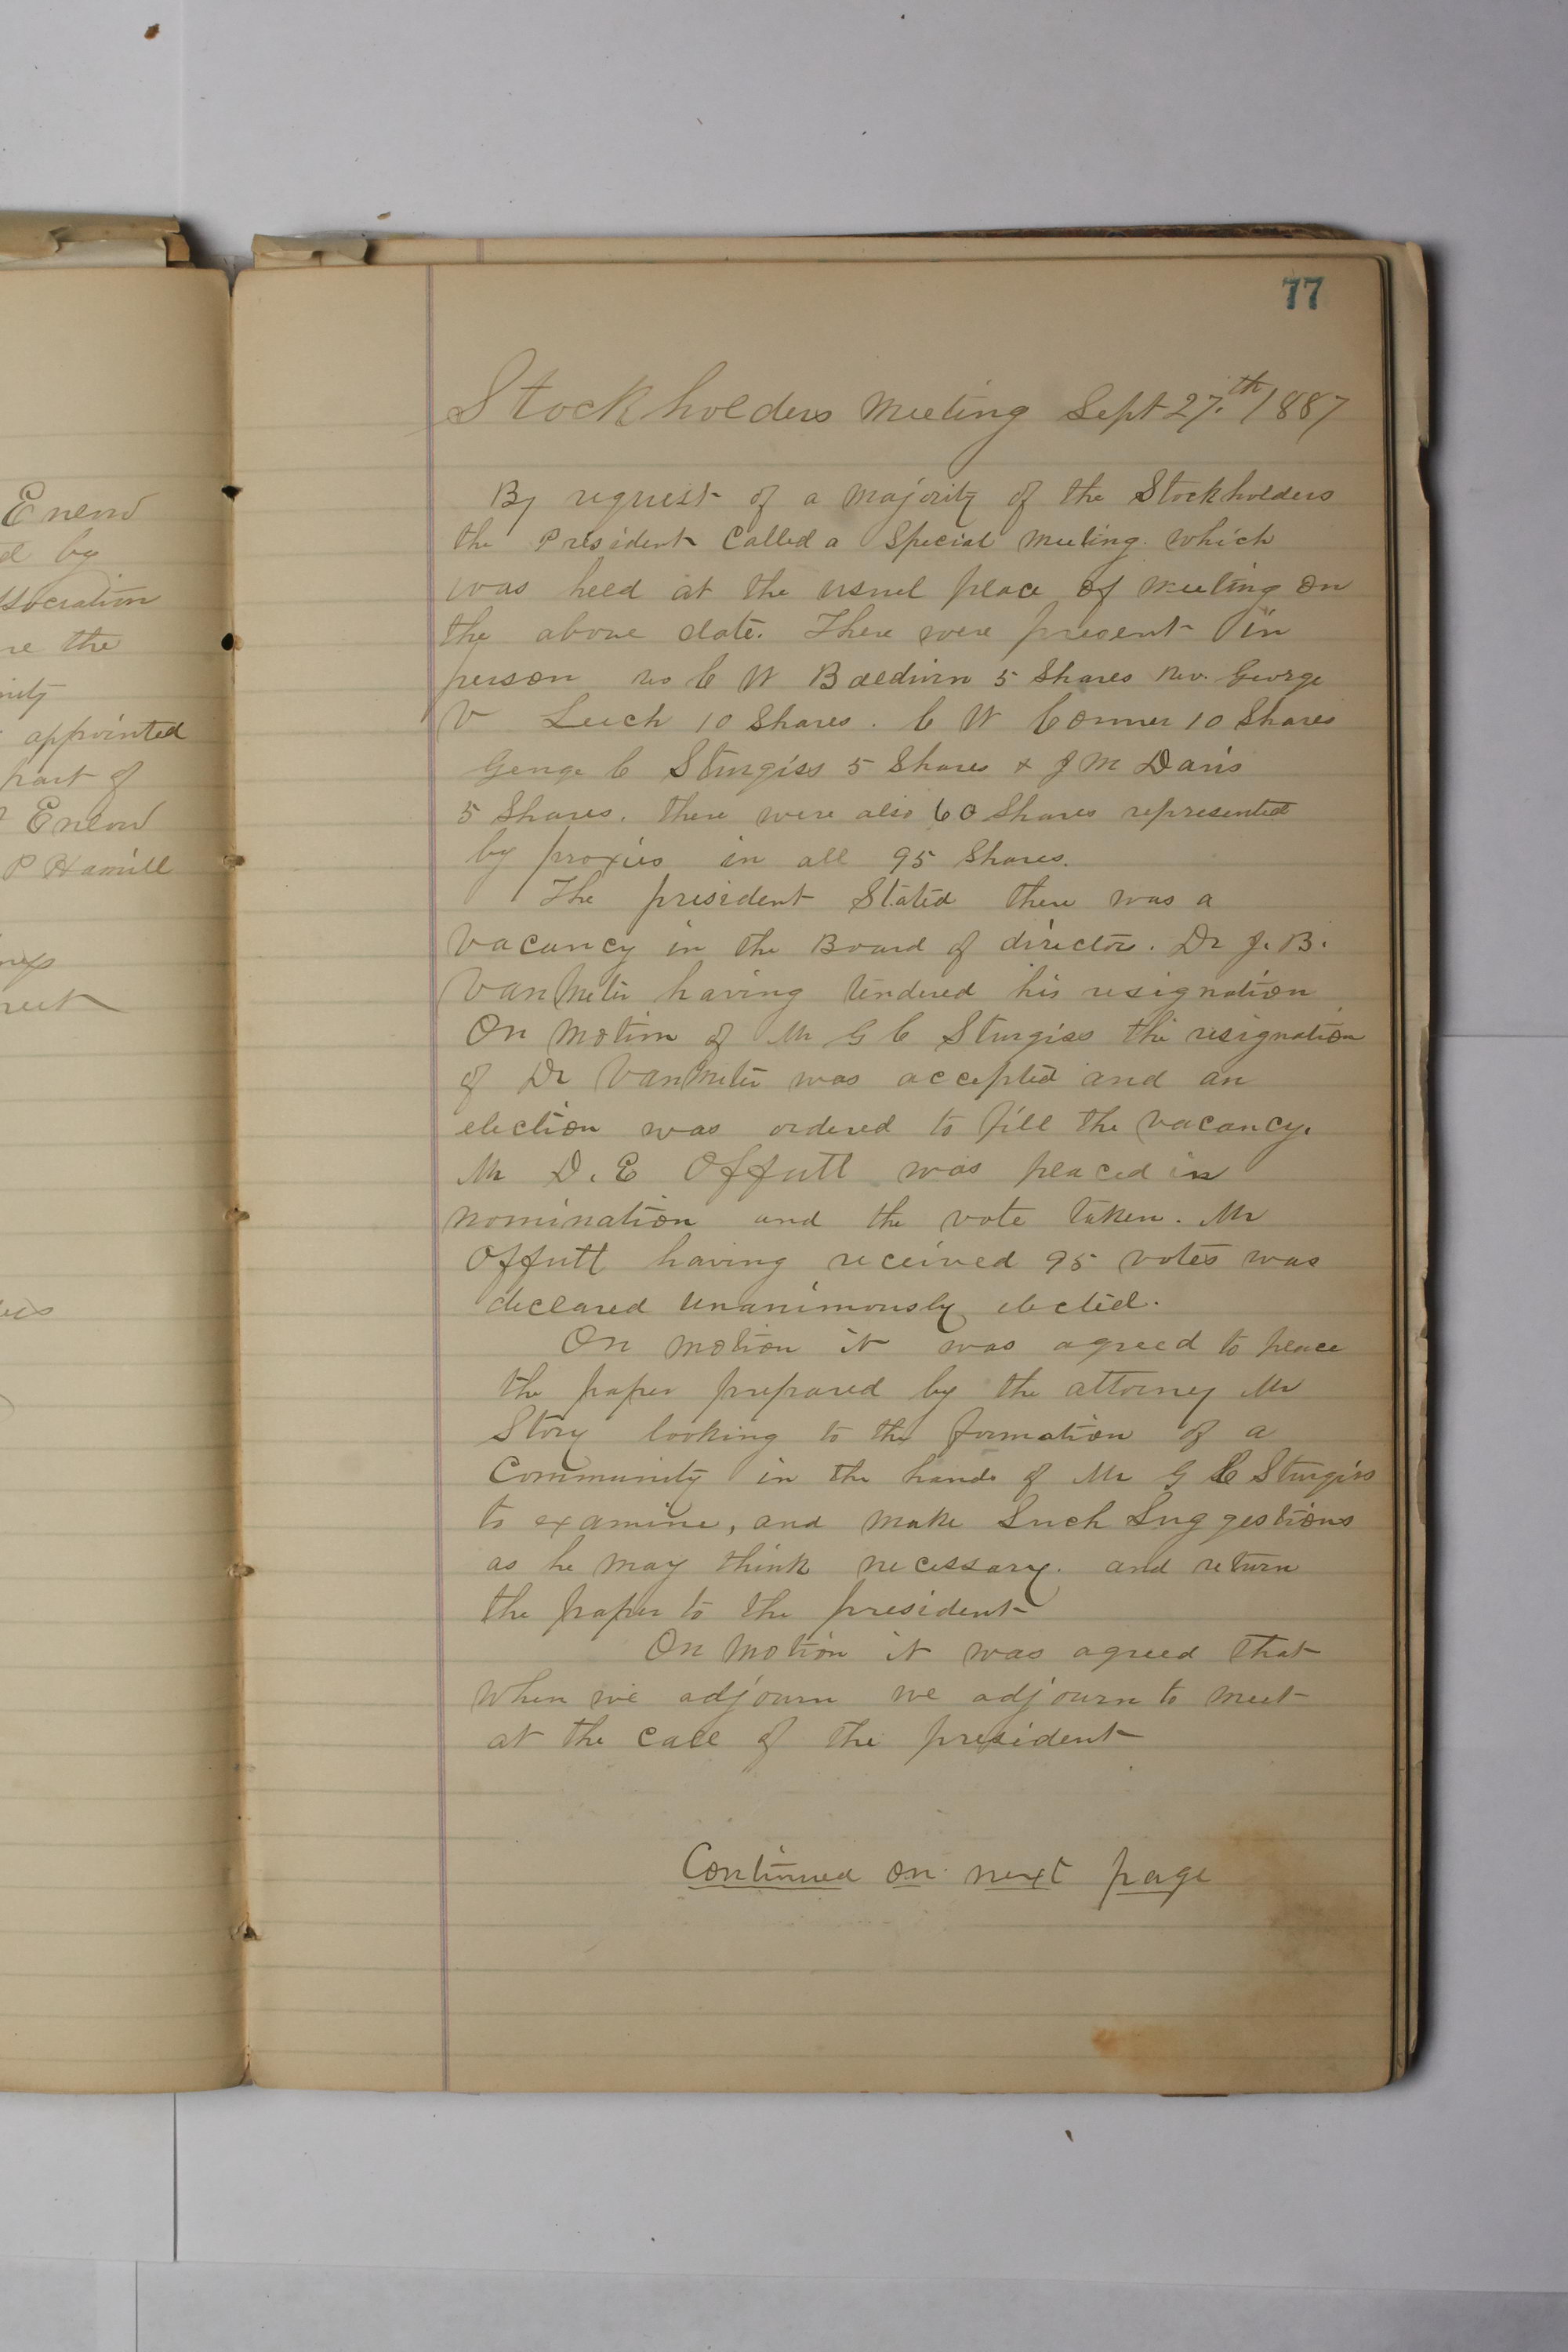 Enlow
d by
ssociation
re the
nity
appointed
part of
Enlow
P Hamill
77
Stockholders Meeting Sept 27.th 1887
By request of a Majority of the Stockholders
the President Called a Special Meeting. Which
was held at the usuel place of Meeting On
the above date. There were present in
person C W Baldwin 5 Shares Rev. George
V Leech 10 Shares. C W Conner 10 Shares
George C Sturgiss 5 Shares & J M Davis
5 Shares. there were also 60 Shares represented
by proxies in all 95 Shares.
The president Stated there was a
Vacancy in the Board of director. Dr J. B.
VanMeter having tendered his resignation
On Motion of Mr G C Sturgiss the resignation
of Dr VanMeter was accepted and an
election was ordered to fill the vacancy.
Mr D. E Offutt was placed in
nomination and the vote taken. Mr
Offutt having received 95 votes was
declared unanimously elected.
On motion it was agreed to place
the paper prepared by the attorney Mr
Story looking to the formation of a
Community in the hands of Mr G C Sturgiss
to examine, and make Such Suggestions
as he may think necessary. and return
the paper to the president
On Motion it was agreed that
When we adjourn we adjourn to meet
at the call of the president
Continued on next page